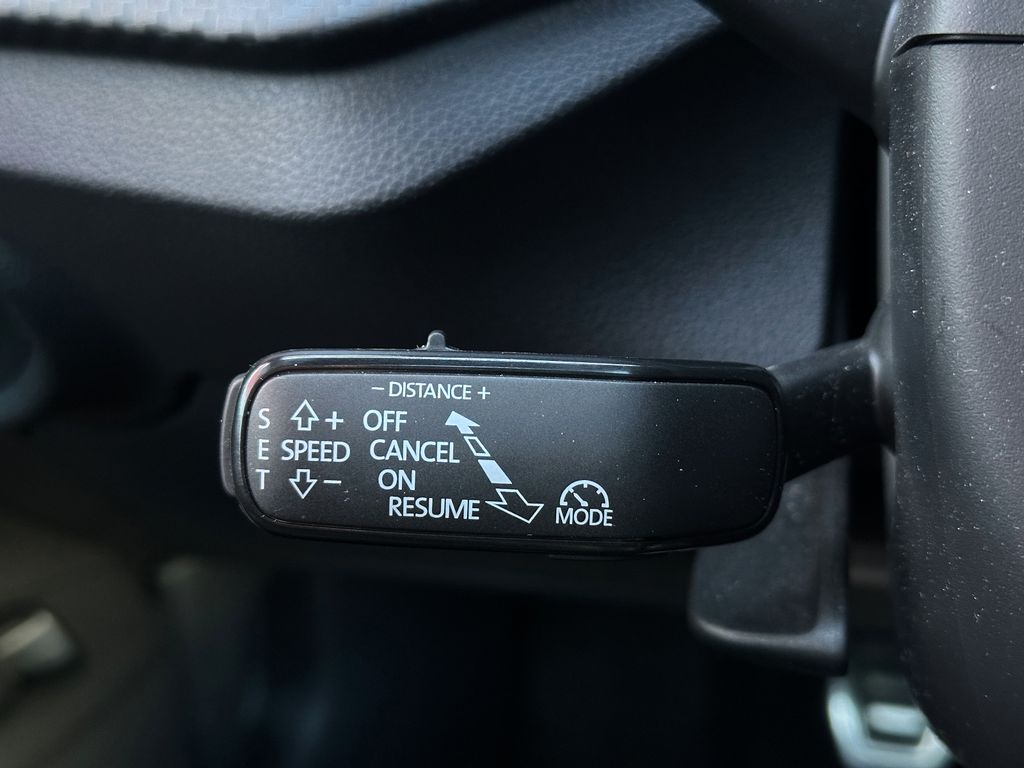 - DISTANCE +
S + OFF
E SPEED CANCEL
T - ON
RESUME
MODE